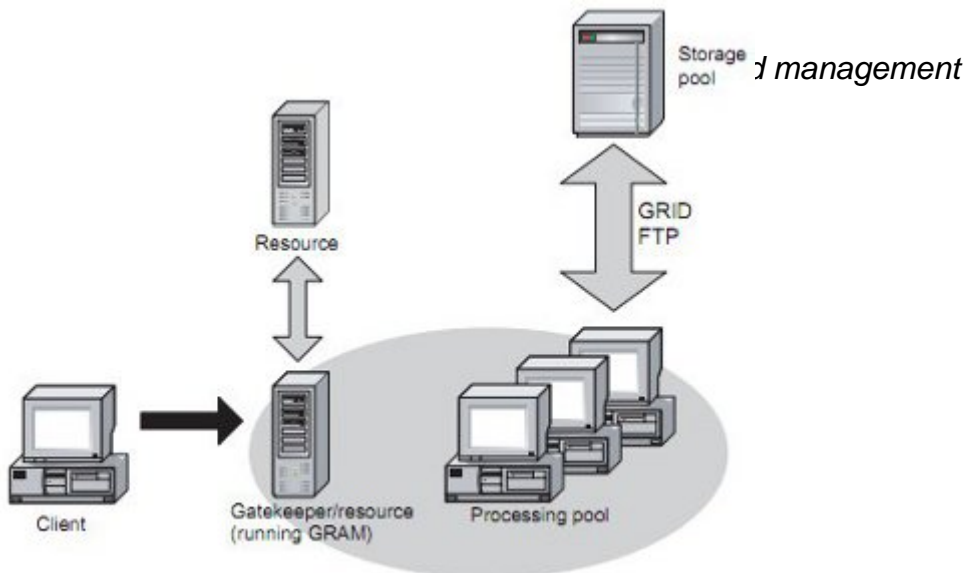 Storage
pool
management
Resource
GRID
FTP
Client
Gatekeeper/resource
(running GRAM)
Processing pool